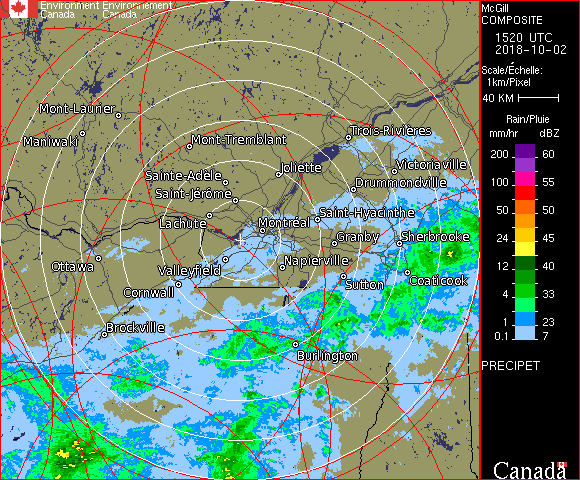 Environment Environnement
Canada Canada
McGill
COMPOSITE
1520 UTC
2018-10-02
Scale/Échelle:
1km/Pixel
40 KM
Rain/Pluie
mm/hr dBZ
200 60
150 55
100 55
50 50
24 45
12 40
4 33
1 23
0.1 7
PRECIPET
Canada
Mont-Laurier
Maniwaki
Mont-Tremblant
Trois-Rivières
Joliette
Victoriaville
Sainte-Adèle
Drummondville
Saint-Jérôme
Saint-Hyacinthe
Lachute
Montréal
Granby
Sherbrooke
Ottawa
Valleyfield
Napierville
Coaticook
Cornwall
Sutton
Brockville
Burlington